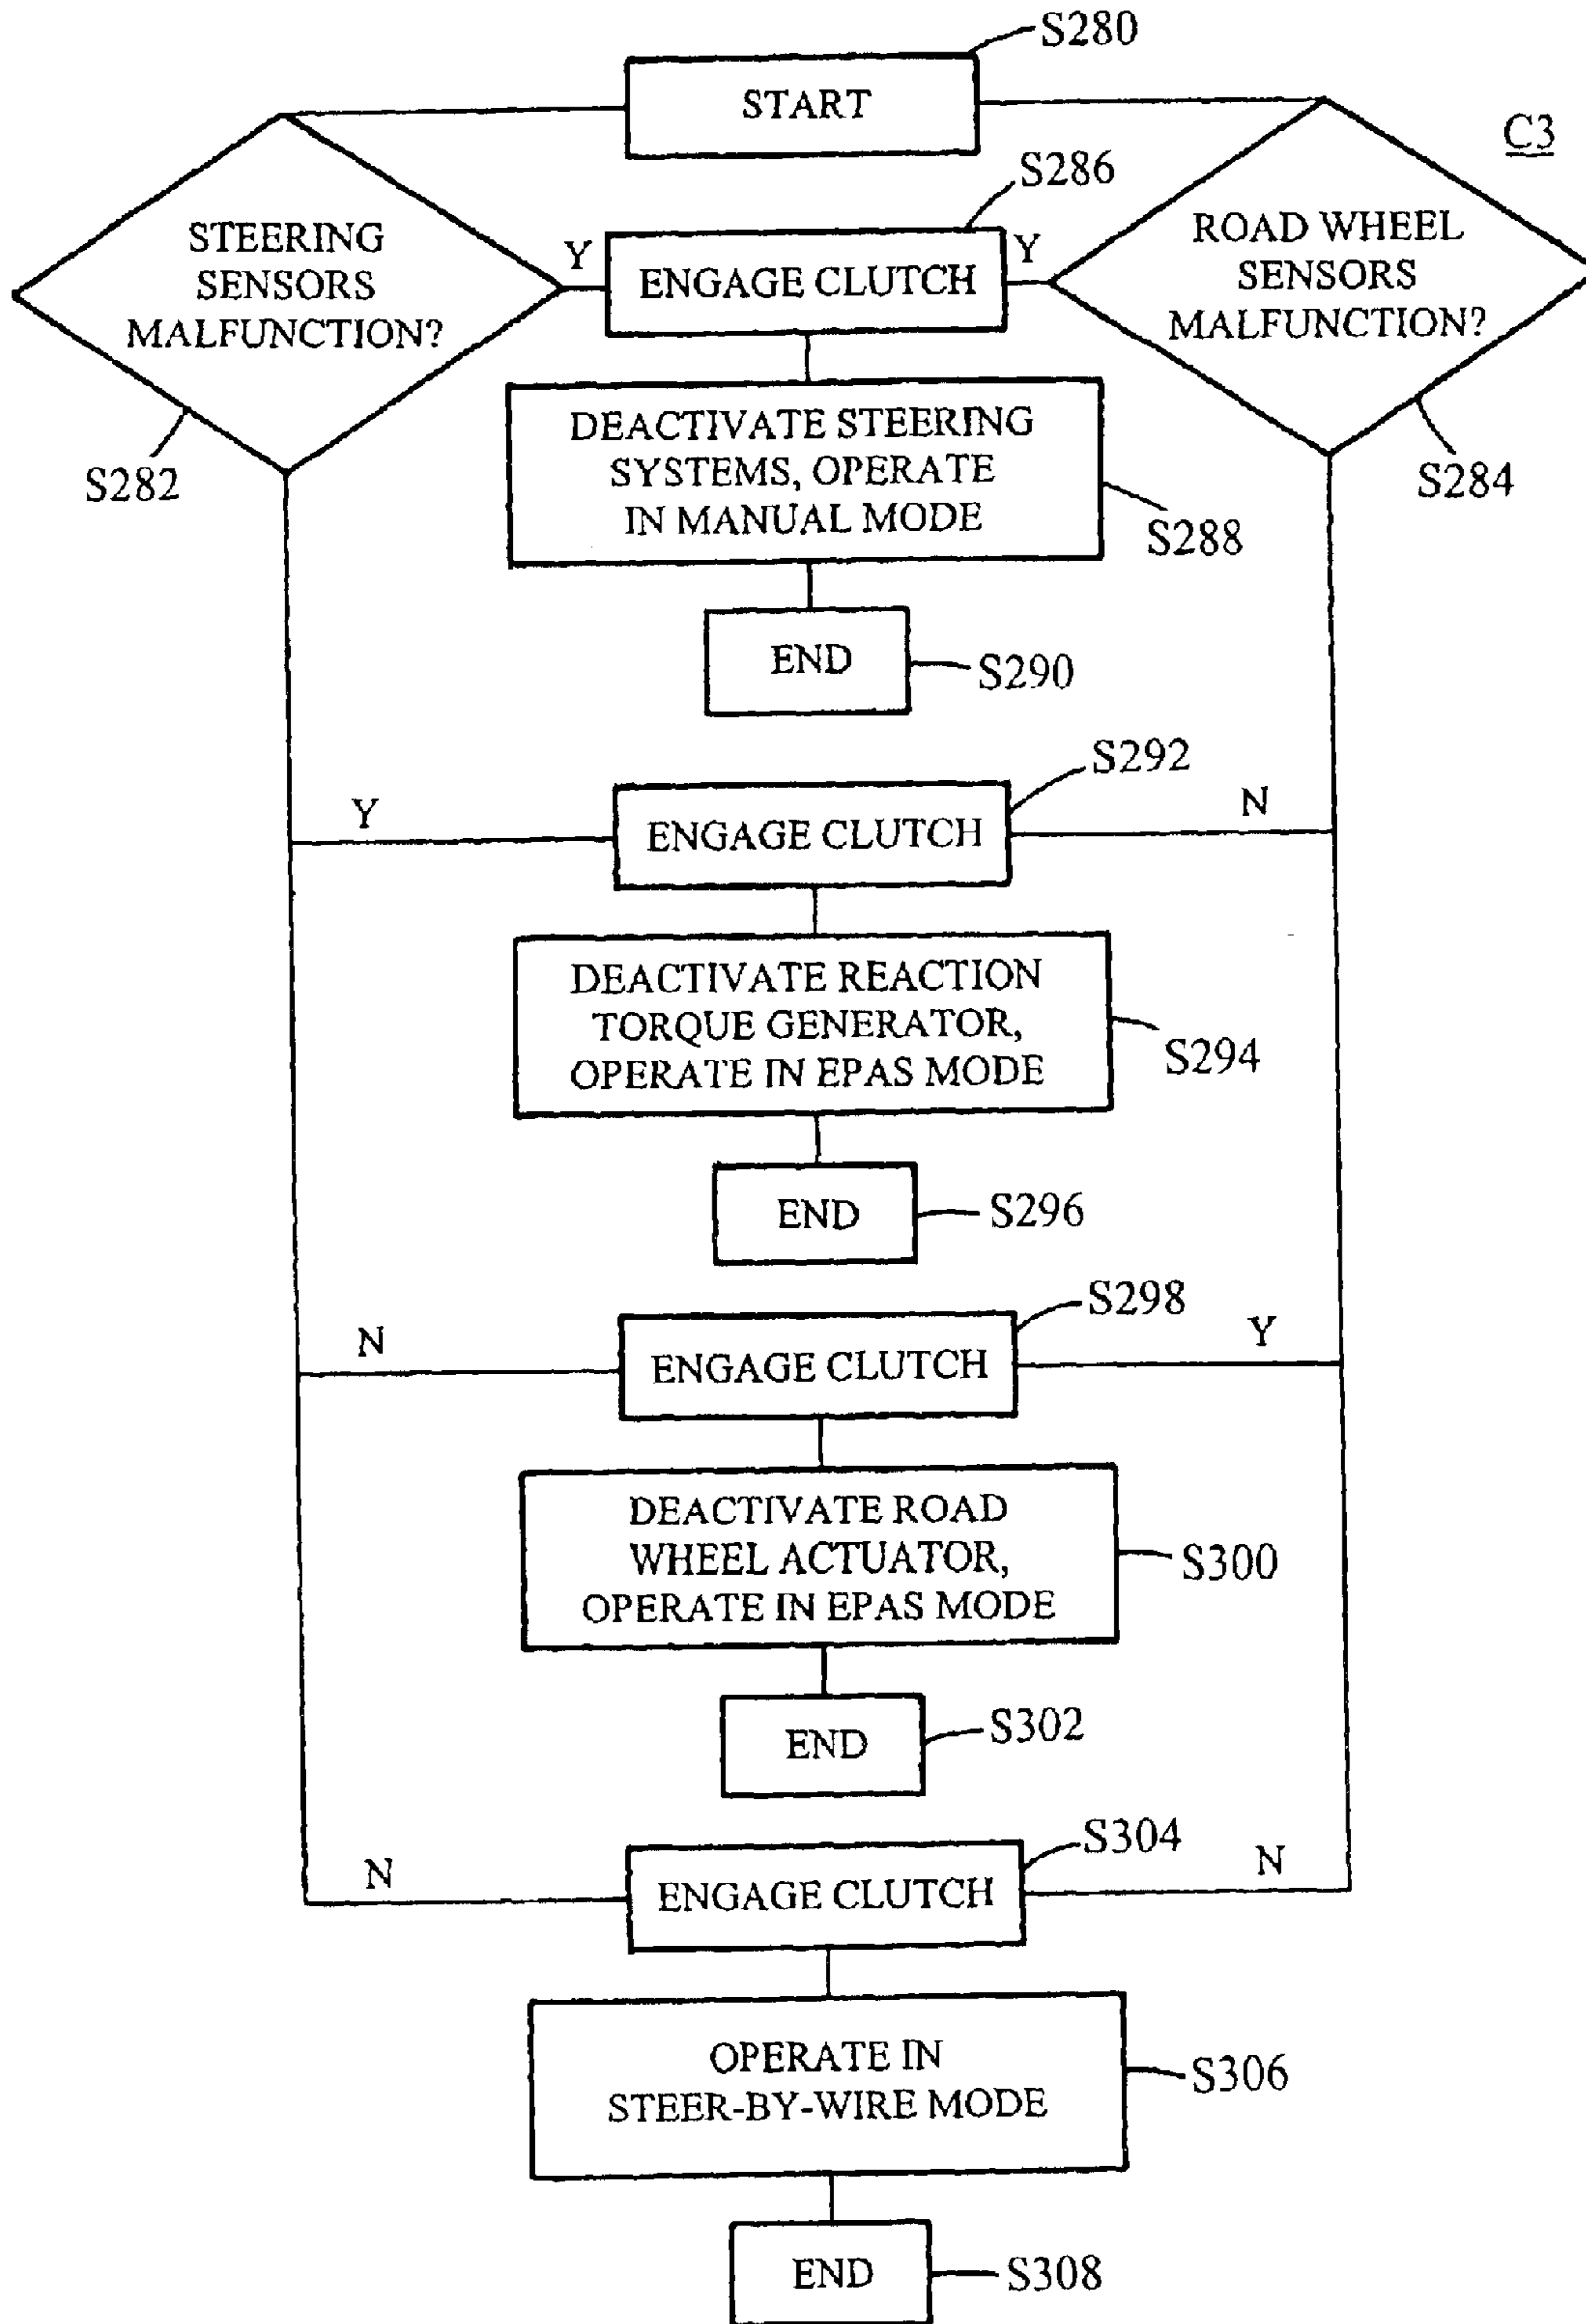 S280
START
C3
S286
STEERING
SENSORS
MALFUNCTION?
Y
ENGAGE CLUTCH
Y
ROAD WHEEL
SENSORS
MALFUNCTION?
S282
DEACTIVATE STEERING
SYSTEMS, OPERATE
IN MANUAL MODE
S284
S288
END
S290
S292
Y
ENGAGE CLUTCH
N
DEACTIVATE REACTION
TORQUE GENERATOR,
OPERATE IN EPAS MODE
S294
END
S296
S298
N
ENGAGE CLUTCH
Y
DEACTIVATE ROAD
WHEEL ACTUATOR,
OPERATE IN EPAS MODE
S300
END
S302
S304
N
ENGAGE CLUTCH
N
OPERATE IN
STEER-BY-WIRE MODE
S306
END
S308